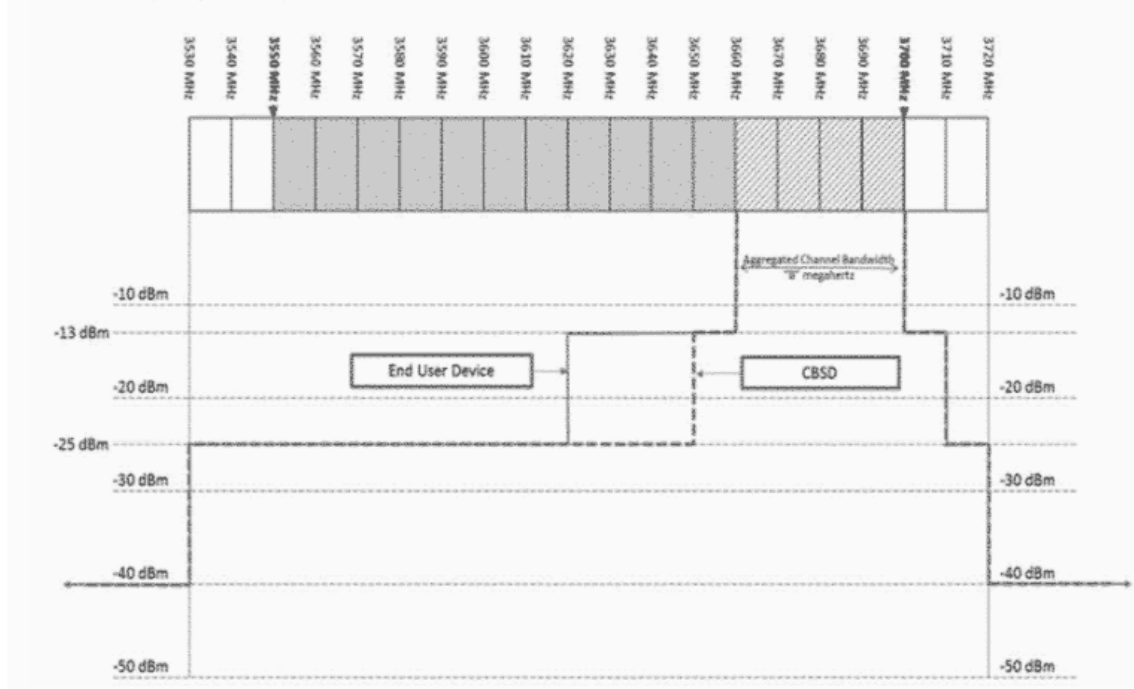 3530 MHz
3540 MHz
3550 MHz
3560 MHz
3570 MHz
3580 MHz
3590 MHz
3600 MHz
3610 MHz
3620 MHz
3630 MHz
3640 MHz
3650 MHz
3660 MHz
3670 MHz
3680 MHz
3690 MHz
3700 MHz
3710 MHz
3720 MHz
Aggregated Channel Bandwidth
"B" megahertz
-10 dBm
-10 dBm
-13 dBm
End User Device
CBSD
-20 dBm
-20 dBm
-25 dBm
-30 dBm
-30 dBm
-40 dBm
-40 dBm
-50 dBm
-50 dBm